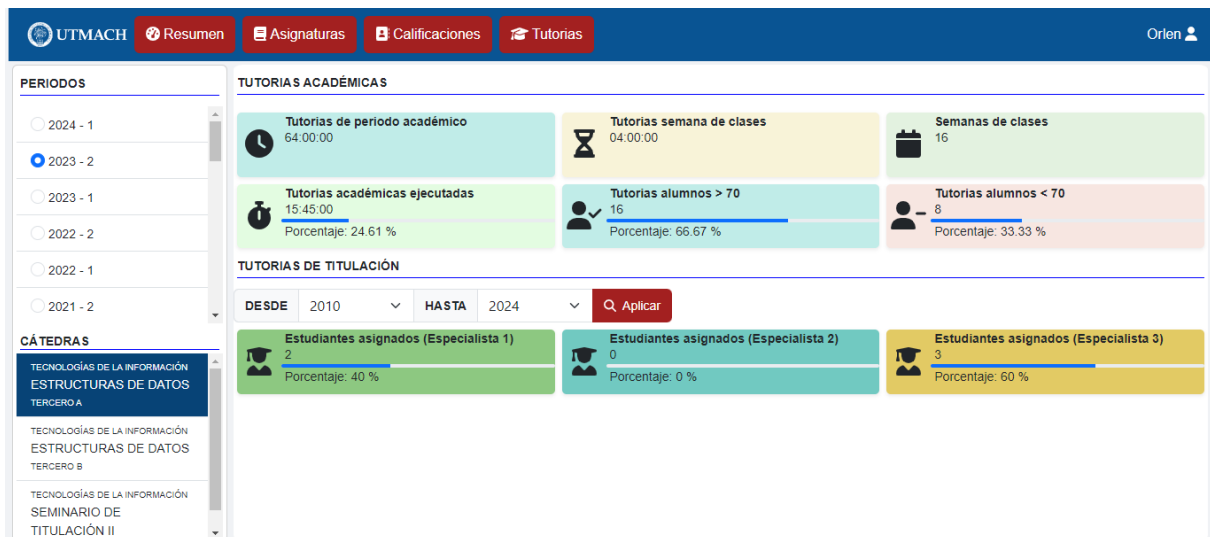 UTMACH Resumen Asignaturas Calificaciones Tutorias Orlen
PERIODOS
2024 - 1
2023 - 2
2023 - 1
2022 - 2
2022 - 1
2021 - 2
CÁTEDRAS
TECNOLOGÍAS DE LA INFORMACIÓN
ESTRUCTURAS DE DATOS
TERCERO A
TECNOLOGÍAS DE LA INFORMACIÓN
ESTRUCTURAS DE DATOS
TERCERO B
TECNOLOGÍAS DE LA INFORMACIÓN
SEMINARIO DE
TITULACIÓN II
TUTORIAS ACADÉMICAS
Tutorias de periodo académico
64:00:00
Tutorias semana de clases
04:00:00
Semanas de clases
16
Tutorias académicas ejecutadas
15:45:00
Porcentaje: 24.61 %
Tutorias alumnos > 70
16
Porcentaje: 66.67 %
Tutorias alumnos < 70
8
Porcentaje: 33.33 %
TUTORIAS DE TITULACIÓN
DESDE 2010 HASTA 2024 Aplicar
Estudiantes asignados (Especialista 1)
2
Porcentaje: 40 %
Estudiantes asignados (Especialista 2)
0
Porcentaje: 0 %
Estudiantes asignados (Especialista 3)
3
Porcentaje: 60 %